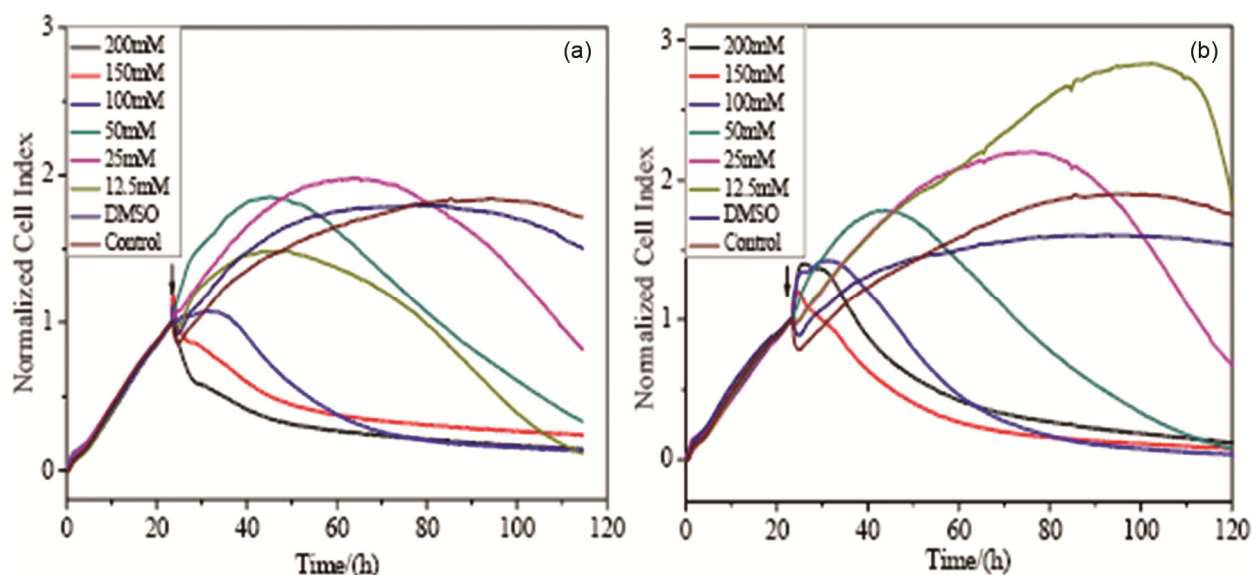 (a)
3
2
1
0
Normalized Cell Index
200mM
150mM
100mM
50mM
25mM
12.5mM
DMSO
Control
0 20 40 60 80 100 120
Time/(h)
(b)
3
2
1
0
Normalized Cell Index
200mM
150mM
100mM
50mM
25mM
12.5mM
DMSO
Control
0 20 40 60 80 100 120
Time/(h)